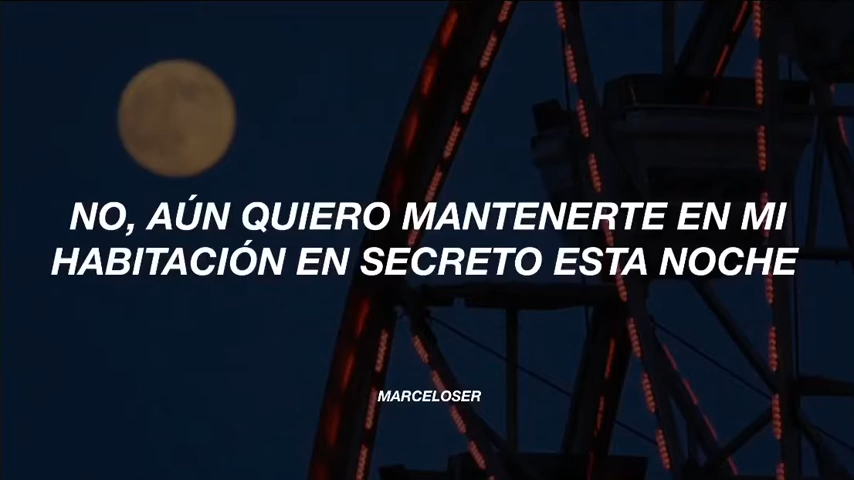 NO, AÚN QUIERO MANTENERTE EN MI
HABITACIÓN EN SECRETO ESTA NOCHE
MARCELOSER